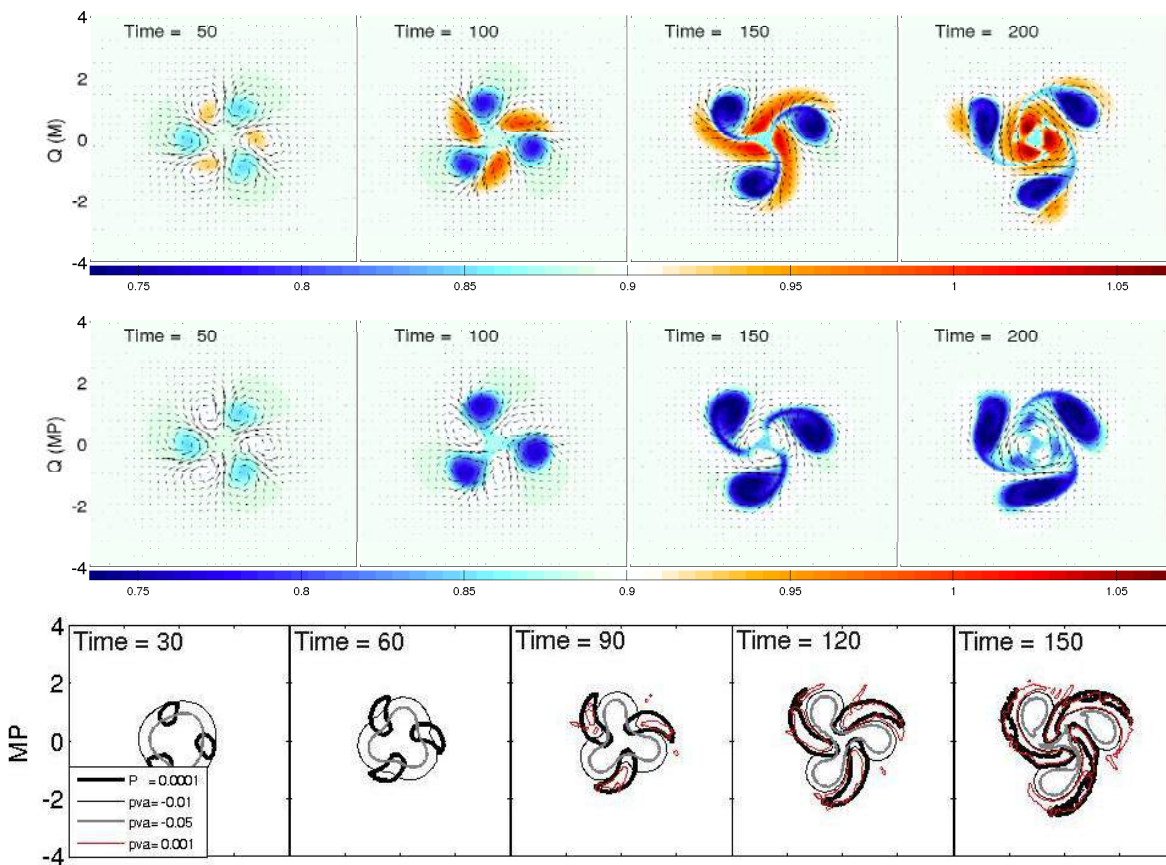 4
2
0
-2
-4
Q (M)
Time = 50
Time = 100
Time = 150
Time = 200
0.75
0.8
0.85
0.9
0.95
1
1.05
4
2
0
-2
-4
Q (MP)
Time = 50
Time = 100
Time = 150
Time = 200
0.75
0.8
0.85
0.9
0.95
1
1.05
4
2
0
-2
-4
MP
Time = 30
Time = 60
Time = 90
Time = 120
Time = 150
P = 0.0001
pva= -0.01
pva= -0.05
pva= 0.001